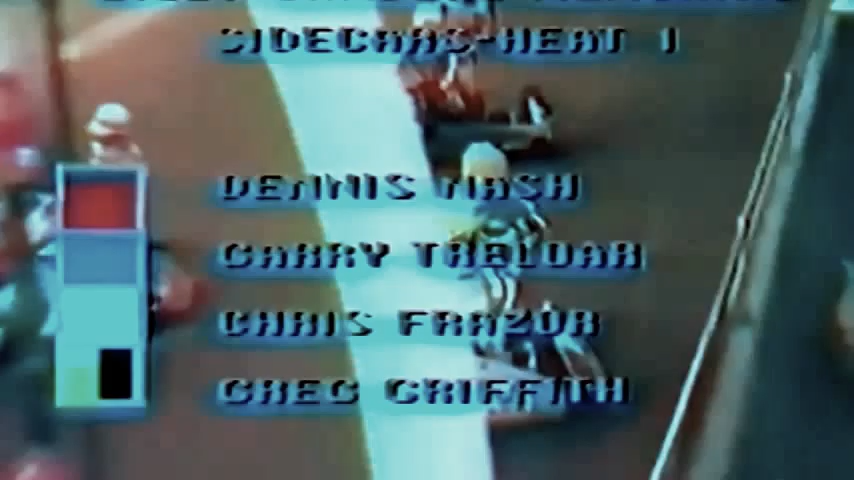 SIDECARS-HEAT 1
DENNIS NASH
GARRY TRELOAR
CHRIS FRAZOR
GREG GRIFFITH